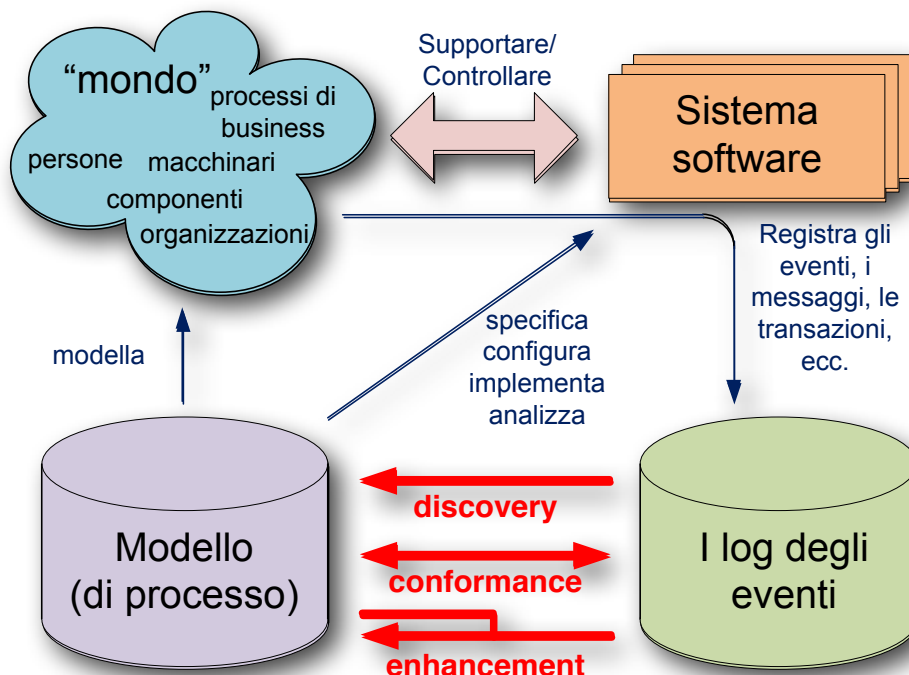 “mondo”
processi di
business
persone
macchinari
componenti
organizzazioni
Supportare/
Controllare
Sistema
software
Registra gli
eventi, i
messaggi, le
transazioni,
ecc.
modella
specifica
configura
implementa
analizza
Modello
(di processo)
discovery
conformance
enhancement
I log degli
eventi